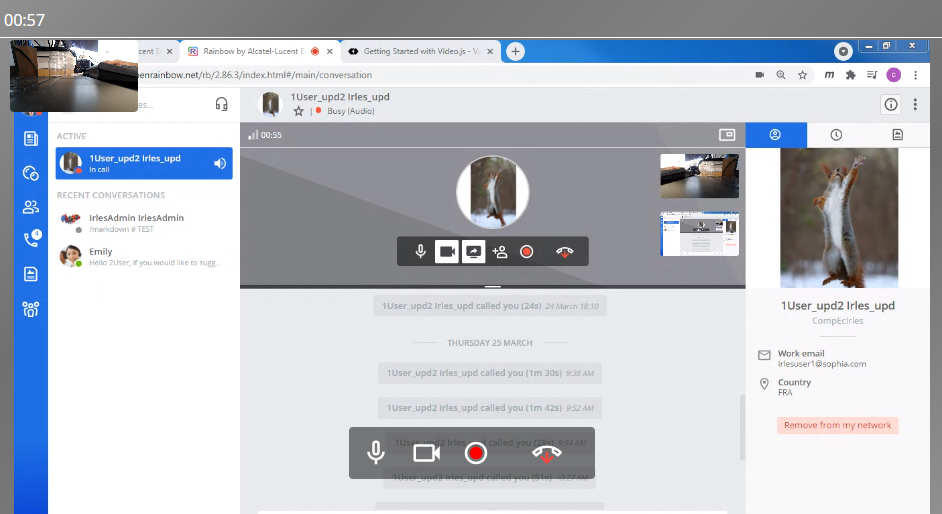 00:57
cent E
Rainbow by Alcatel-Lucent E
Getting Started with Video.js - Vi
enrainbow.net/rb/2.86.3/index.html#/main/conversation
m
c
es...
1User_upd2 Irles_upd
Busy (Audio)
ACTIVE
1User_upd2 Irles_upd
In call
RECENT CONVERSATIONS
IrlesAdmin IrlesAdmin
/markdown # TEST
Emily
Hello 2User, if you would like to sugg...
4
00:55
1User_upd2 Irles_upd called you (24s) 24 March 18:10
THURSDAY 25 MARCH
1User_upd2 Irles_upd called you (1m 30s) 9:36 AM
1User_upd2 Irles_upd called you (1m 42s) 9:52 AM
1User_upd2 Irles_upd called you (28s) 9:54 AM
1User_upd2 Irles_upd called you (51s) 10:27 AM
1User_upd2 Irles_upd
CompEcIrles
Work email
irlesuser1@sophia.com
Country
FRA
Remove from my network